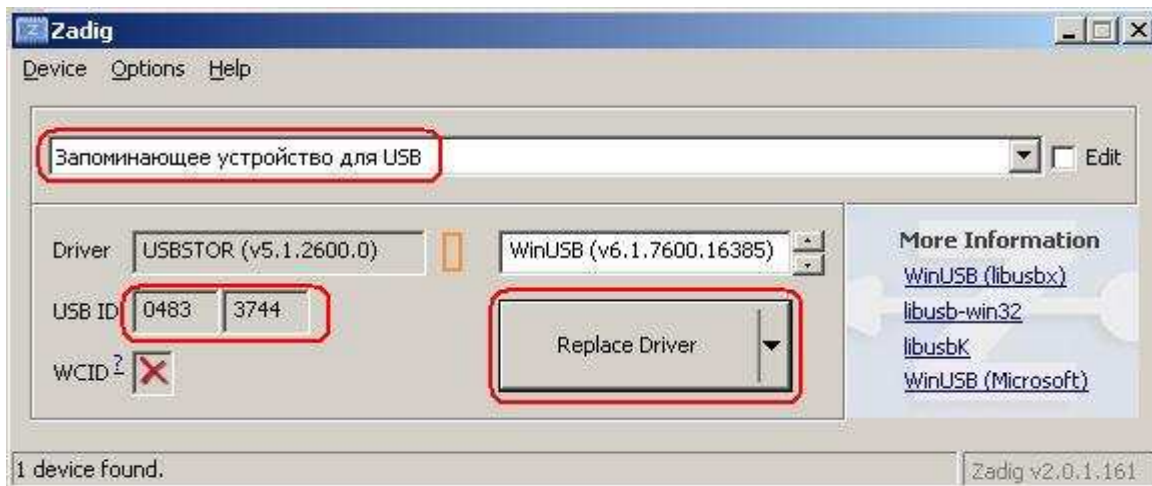 Zadig
Device Options Help
Запоминающее устройство для USB
Edit
Driver USBSTOR (v5.1.2600.0) WinUSB (v6.1.7600.16385)
USB ID 0483 3744
WCID ?
Replace Driver
More Information
WinUSB (libusbx)
libusb-win32
libusbK
WinUSB (Microsoft)
1 device found.
Zadig v2.0.1.161